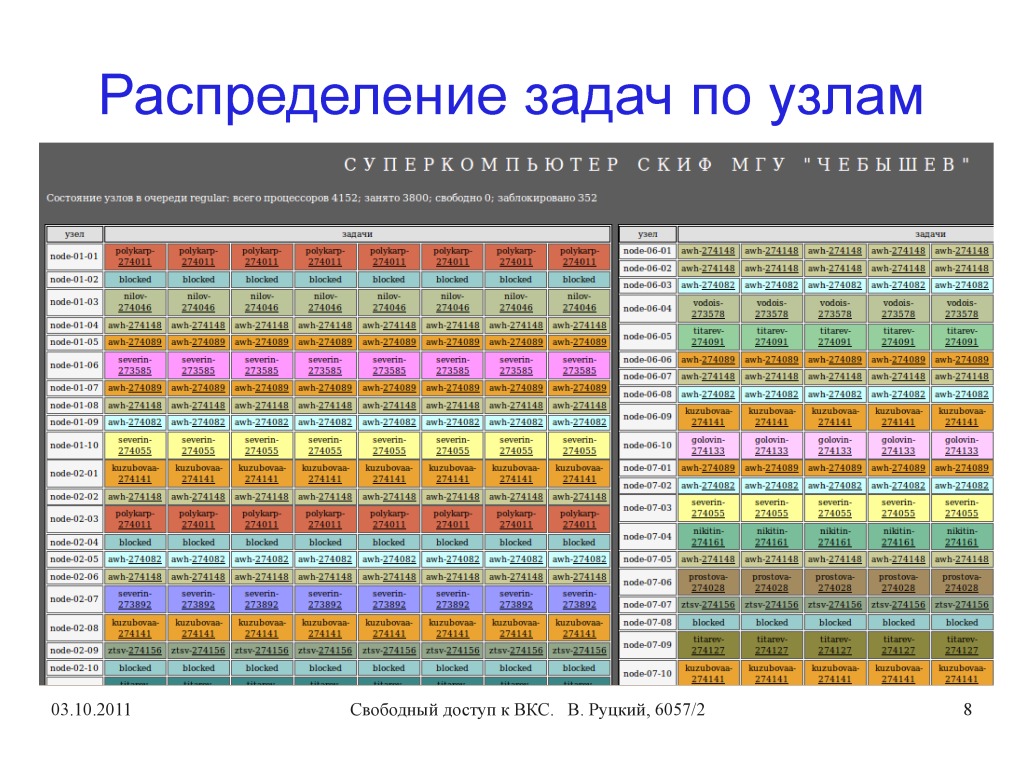 Распределение задач по узлам
СУПЕРКОМПЬЮТЕР СКИФ МГУ "ЧЕБЫШЕВ"
Состояние узлов в очереди regular: всего процессоров 4152; занято 3800; свободно 0; заблокировано 352
узел задачи
node-01-01 polykarp-274011 polykarp-274011 polykarp-274011 polykarp-274011 polykarp-274011 polykarp-274011 polykarp-274011 polykarp-274011
node-01-02 blocked blocked blocked blocked blocked blocked blocked blocked
node-01-03 nilov-274046 nilov-274046 nilov-274046 nilov-274046 nilov-274046 nilov-274046 nilov-274046 nilov-274046
node-01-04 awh-274148 awh-274148 awh-274148 awh-274148 awh-274148 awh-274148 awh-274148 awh-274148
node-01-05 awh-274089 awh-274089 awh-274089 awh-274089 awh-274089 awh-274089 awh-274089 awh-274089
node-01-06 severin-273585 severin-273585 severin-273585 severin-273585 severin-273585 severin-273585 severin-273585 severin-273585
node-01-07 awh-274089 awh-274089 awh-274089 awh-274089 awh-274089 awh-274089 awh-274089 awh-274089
node-01-08 awh-274148 awh-274148 awh-274148 awh-274148 awh-274148 awh-274148 awh-274148 awh-274148
node-01-09 awh-274082 awh-274082 awh-274082 awh-274082 awh-274082 awh-274082 awh-274082 awh-274082
node-01-10 severin-274055 severin-274055 severin-274055 severin-274055 severin-274055 severin-274055 severin-274055 severin-274055
node-02-01 kuzubovaa-274141 kuzubovaa-274141 kuzubovaa-274141 kuzubovaa-274141 kuzubovaa-274141 kuzubovaa-274141 kuzubovaa-274141 kuzubovaa-274141
node-02-02 awh-274148 awh-274148 awh-274148 awh-274148 awh-274148 awh-274148 awh-274148 awh-274148
node-02-03 polykarp-274011 polykarp-274011 polykarp-274011 polykarp-274011 polykarp-274011 polykarp-274011 polykarp-274011 polykarp-274011
node-02-04 blocked blocked blocked blocked blocked blocked blocked blocked
node-02-05 awh-274082 awh-274082 awh-274082 awh-274082 awh-274082 awh-274082 awh-274082 awh-274082
node-02-06 awh-274148 awh-274148 awh-274148 awh-274148 awh-274148 awh-274148 awh-274148 awh-274148
node-02-07 severin-273892 severin-273892 severin-273892 severin-273892 severin-273892 severin-273892 severin-273892 severin-273892
node-02-08 kuzubovaa-274141 kuzubovaa-274141 kuzubovaa-274141 kuzubovaa-274141 kuzubovaa-274141 kuzubovaa-274141 kuzubovaa-274141 kuzubovaa-274141
node-02-09 ztsv-274156 ztsv-274156 ztsv-274156 ztsv-274156 ztsv-274156 ztsv-274156 ztsv-274156 ztsv-274156
node-02-10 blocked blocked blocked blocked blocked blocked blocked blocked
узел задачи
node-06-01 awh-274148 awh-274148 awh-274148 awh-274148 awh-274148
node-06-02 awh-274148 awh-274148 awh-274148 awh-274148 awh-274148
node-06-03 awh-274082 awh-274082 awh-274082 awh-274082 awh-274082
node-06-04 vodois-273578 vodois-273578 vodois-273578 vodois-273578 vodois-273578
node-06-05 titarev-274091 titarev-274091 titarev-274091 titarev-274091 titarev-274091
node-06-06 awh-274089 awh-274089 awh-274089 awh-274089 awh-274089
node-06-07 awh-274148 awh-274148 awh-274148 awh-274148 awh-274148
node-06-08 awh-274082 awh-274082 awh-274082 awh-274082 awh-274082
node-06-09 kuzubovaa-274141 kuzubovaa-274141 kuzubovaa-274141 kuzubovaa-274141 kuzubovaa-274141
node-06-10 golovin-274133 golovin-274133 golovin-274133 golovin-274133 golovin-274133
node-07-01 awh-274089 awh-274089 awh-274089 awh-274089 awh-274089
node-07-02 awh-274082 awh-274082 awh-274082 awh-274082 awh-274082
node-07-03 severin-274055 severin-274055 severin-274055 severin-274055 severin-274055
node-07-04 nikitin-274161 nikitin-274161 nikitin-274161 nikitin-274161 nikitin-274161
node-07-05 awh-274148 awh-274148 awh-274148 awh-274148 awh-274148
node-07-06 prostova-274028 prostova-274028 prostova-274028 prostova-274028 prostova-274028
node-07-07 ztsv-274156 ztsv-274156 ztsv-274156 ztsv-274156 ztsv-274156
node-07-08 blocked blocked blocked blocked blocked
node-07-09 titarev-274127 titarev-274127 titarev-274127 titarev-274127 titarev-274127
node-07-10 kuzubovaa-274141 kuzubovaa-274141 kuzubovaa-274141 kuzubovaa-274141 kuzubovaa-274141
03.10.2011 Свободный доступ к ВКС. В. Руцкий, 6057/2 8